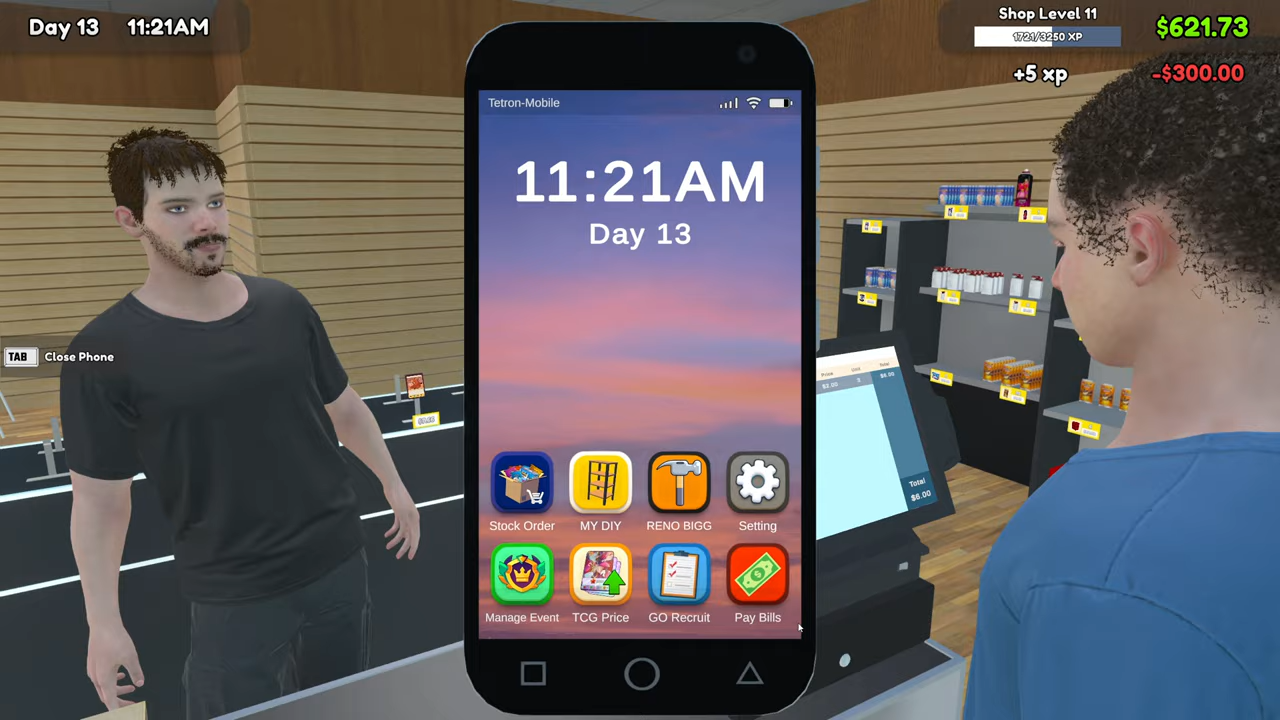 Day 13 11:21AM
Shop Level 11
1721/3250 XP
$621.73
+5 xp
-$300.00
Tetron-Mobile
11:21AM
Day 13
TAB Close Phone
Stock Order MY DIY RENO BIGG Setting
Manage Event TCG Price GO Recruit Pay Bills
Total
$6.00